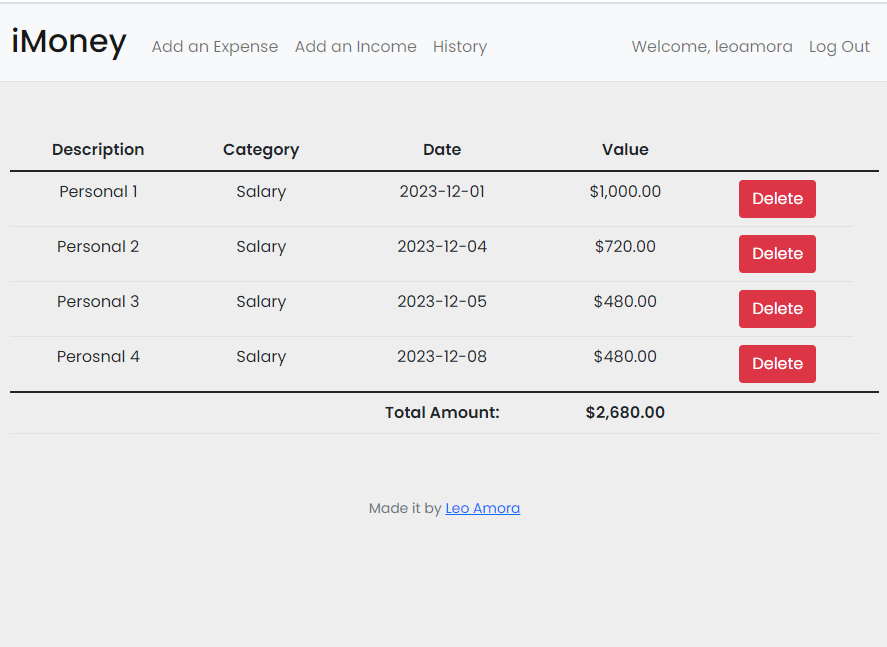 iMoney Add an Expense Add an Income History Welcome, leoamora Log Out
Description Category Date Value
Personal 1 Salary 2023-12-01 $1,000.00 Delete
Personal 2 Salary 2023-12-04 $720.00 Delete
Personal 3 Salary 2023-12-05 $480.00 Delete
Perosnal 4 Salary 2023-12-08 $480.00 Delete
Total Amount: $2,680.00
Made it by Leo Amora